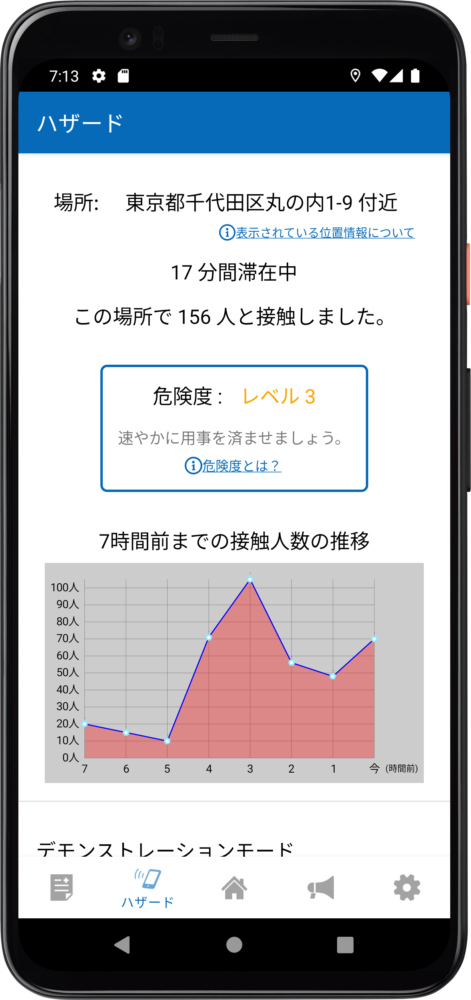 7:13
ハザード
場所: 東京都千代田区丸の内1-9 付近
表示されている位置情報について
17 分間滞在中
この場所で 156 人と接触しました。
危険度 : レベル 3
速やかに用事を済ませましょう。
危険度とは？
7時間前までの接触人数の推移
100人
90人
80人
70人
60人
50人
40人
30人
20人
10人
0人
7 6 5 4 3 2 1 今 (時間前)
デモンストレーションモード
ハザード